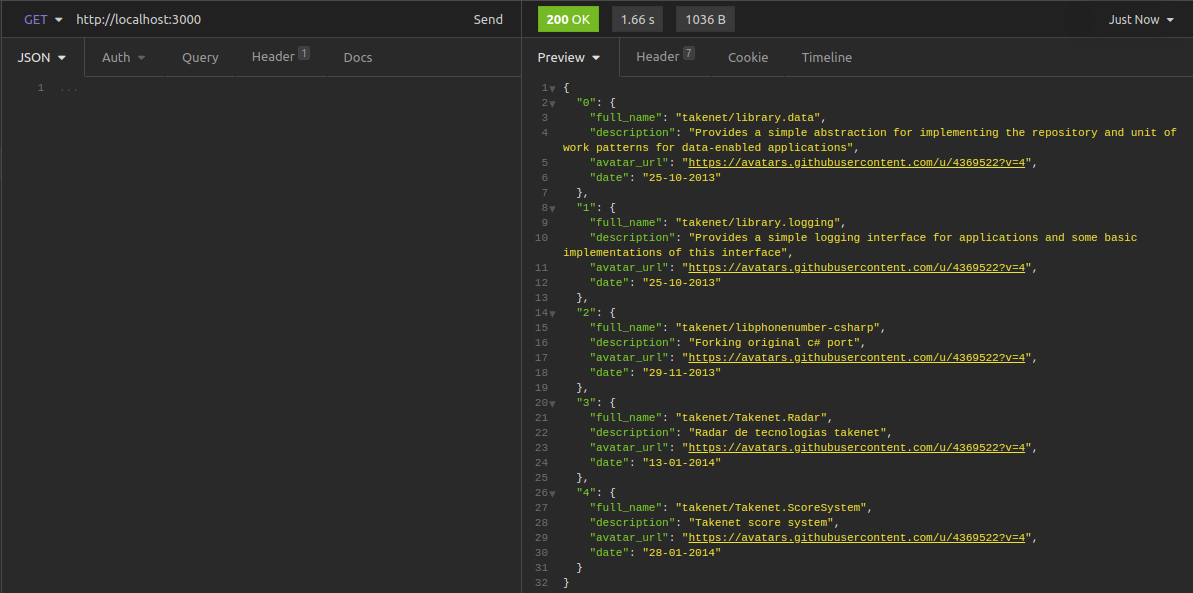 GET http://localhost:3000 Send 200 OK 1.66 s 1036 B Just Now
JSON Auth Query Header 1 Docs Preview Header 7 Cookie Timeline
1 ...
1 {
2 "0": {
3 "full_name": "takenet/library.data",
4 "description": "Provides a simple abstraction for implementing the repository and unit of
work patterns for data-enabled applications",
5 "avatar_url": "https://avatars.githubusercontent.com/u/4369522?v=4",
6 "date": "25-10-2013"
7 },
8 "1": {
9 "full_name": "takenet/library.logging",
10 "description": "Provides a simple logging interface for applications and some basic
implementations of this interface",
11 "avatar_url": "https://avatars.githubusercontent.com/u/4369522?v=4",
12 "date": "25-10-2013"
13 },
14 "2": {
15 "full_name": "takenet/libphonenumber-csharp",
16 "description": "Forking original c# port",
17 "avatar_url": "https://avatars.githubusercontent.com/u/4369522?v=4",
18 "date": "29-11-2013"
19 },
20 "3": {
21 "full_name": "takenet/Takenet.Radar",
22 "description": "Radar de tecnologias takenet",
23 "avatar_url": "https://avatars.githubusercontent.com/u/4369522?v=4",
24 "date": "13-01-2014"
25 },
26 "4": {
27 "full_name": "takenet/Takenet.ScoreSystem",
28 "description": "Takenet score system",
29 "avatar_url": "https://avatars.githubusercontent.com/u/4369522?v=4",
30 "date": "28-01-2014"
31 }
32 }